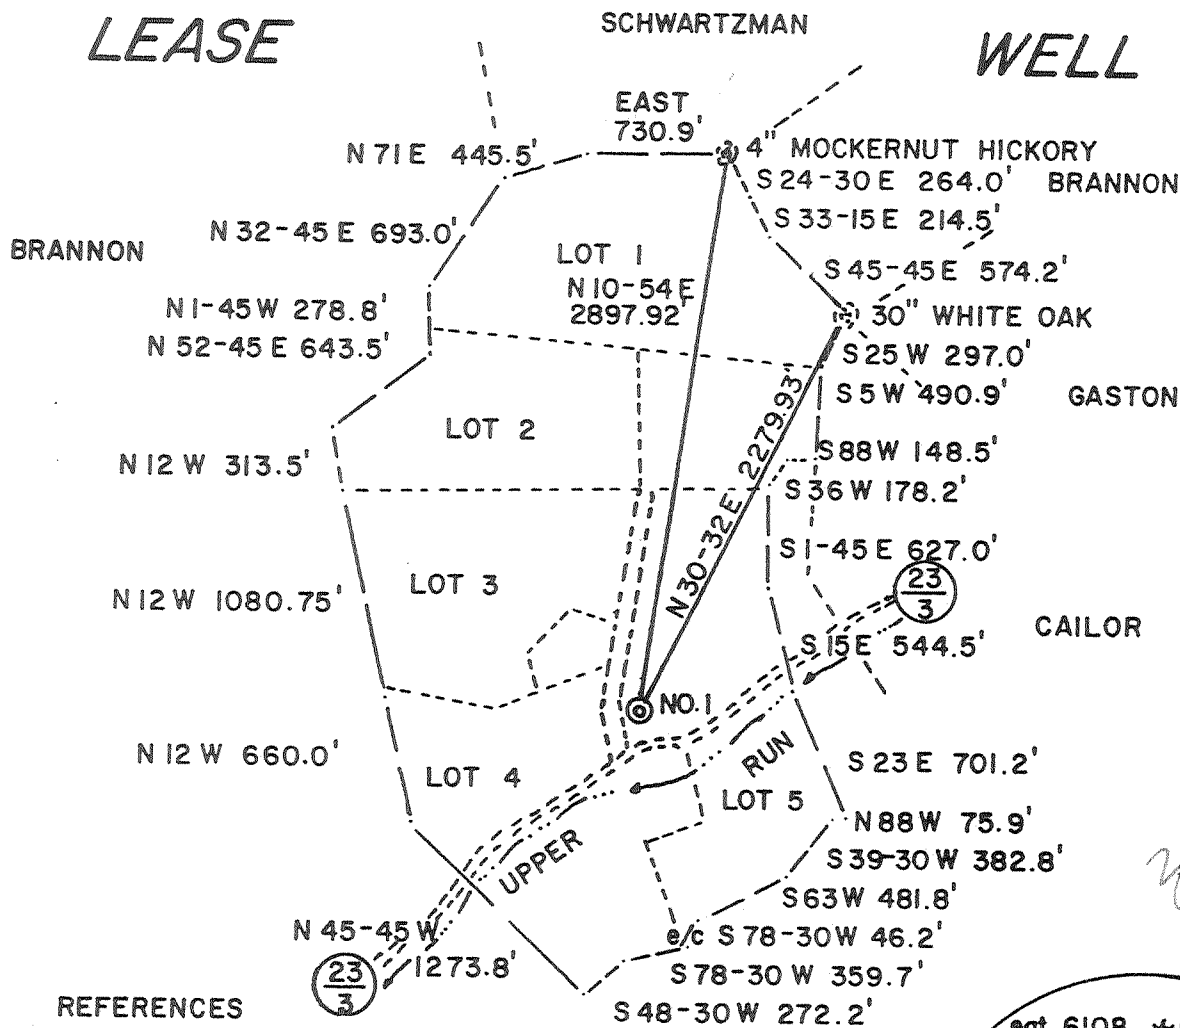 LEASE
SCHWARTZMAN
WELL
EAST
730.9'
N 71 E 445.5'
4" MOCKERNUT HICKORY
S 24-30 E 264.0'
BRANNON
S 33-15 E 214.5'
N 32-45 E 693.0'
BRANNON
LOT 1
S 45-45 E 574.2'
N 10-54 E
2897.92'
N 1-45 W 278.8'
30" WHITE OAK
N 52-45 E 643.5'
S 25 W 297.0'
S 5 W 490.9'
GASTON
LOT 2
N 30-32 E 2279.93'
S 88 W 148.5'
N 12 W 313.5'
S 36 W 178.2'
S 1-45 E 627.0'
LOT 3
23
3
N 12 W 1080.75'
CAILOR
S 15 E 544.5'
NO. 1
N 12 W 660.0'
RUN
S 23 E 701.2'
LOT 4
LOT 5
N 88 W 75.9'
UPPER
S 39-30 W 382.8'
S 63 W 481.8'
N 45-45 W
1273.8'
e/c S 78-30 W 46.2'
23
3
S 78-30 W 359.7'
REFERENCES
S 48-30 W 272.2'
6108